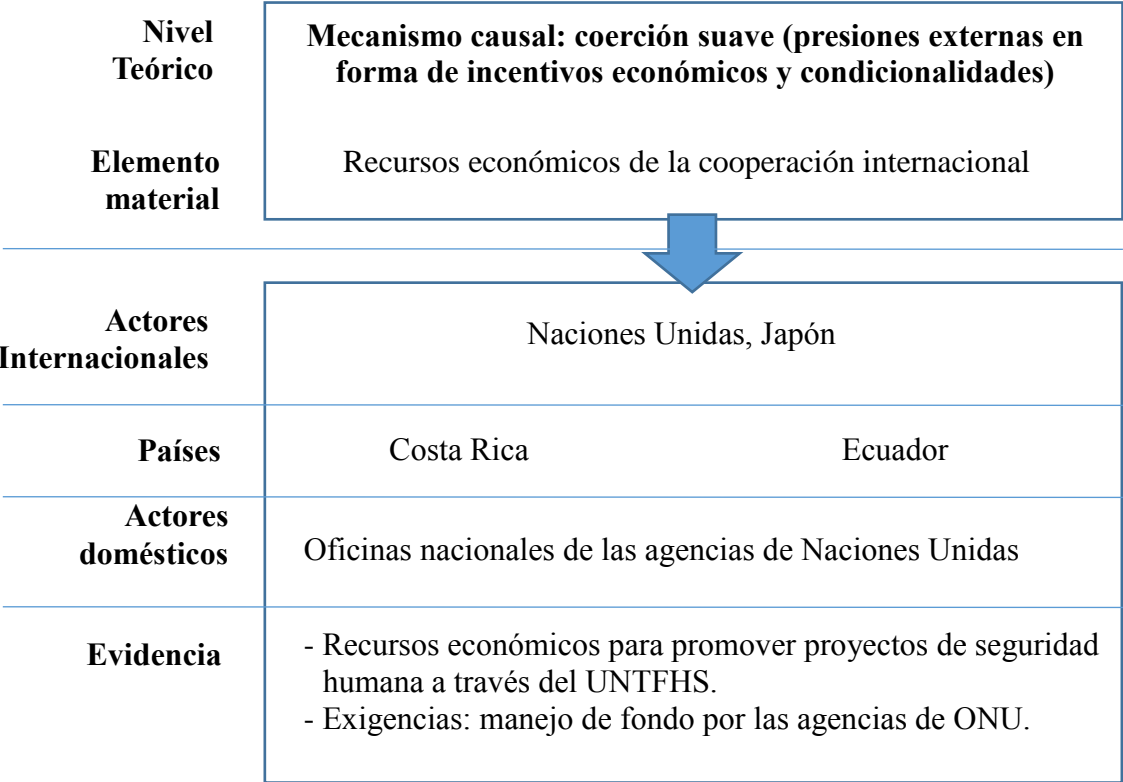 Nivel
Teórico
Mecanismo causal: coerción suave (presiones externas en
forma de incentivos económicos y condicionalidades)
Elemento
material
Recursos económicos de la cooperación internacional
Actores
Internacionales
Naciones Unidas, Japón
Países
Costa Rica
Ecuador
Actores
domésticos
Oficinas nacionales de las agencias de Naciones Unidas
Evidencia
- Recursos económicos para promover proyectos de seguridad
humana a través del UNTFHS.
- Exigencias: manejo de fondo por las agencias de ONU.